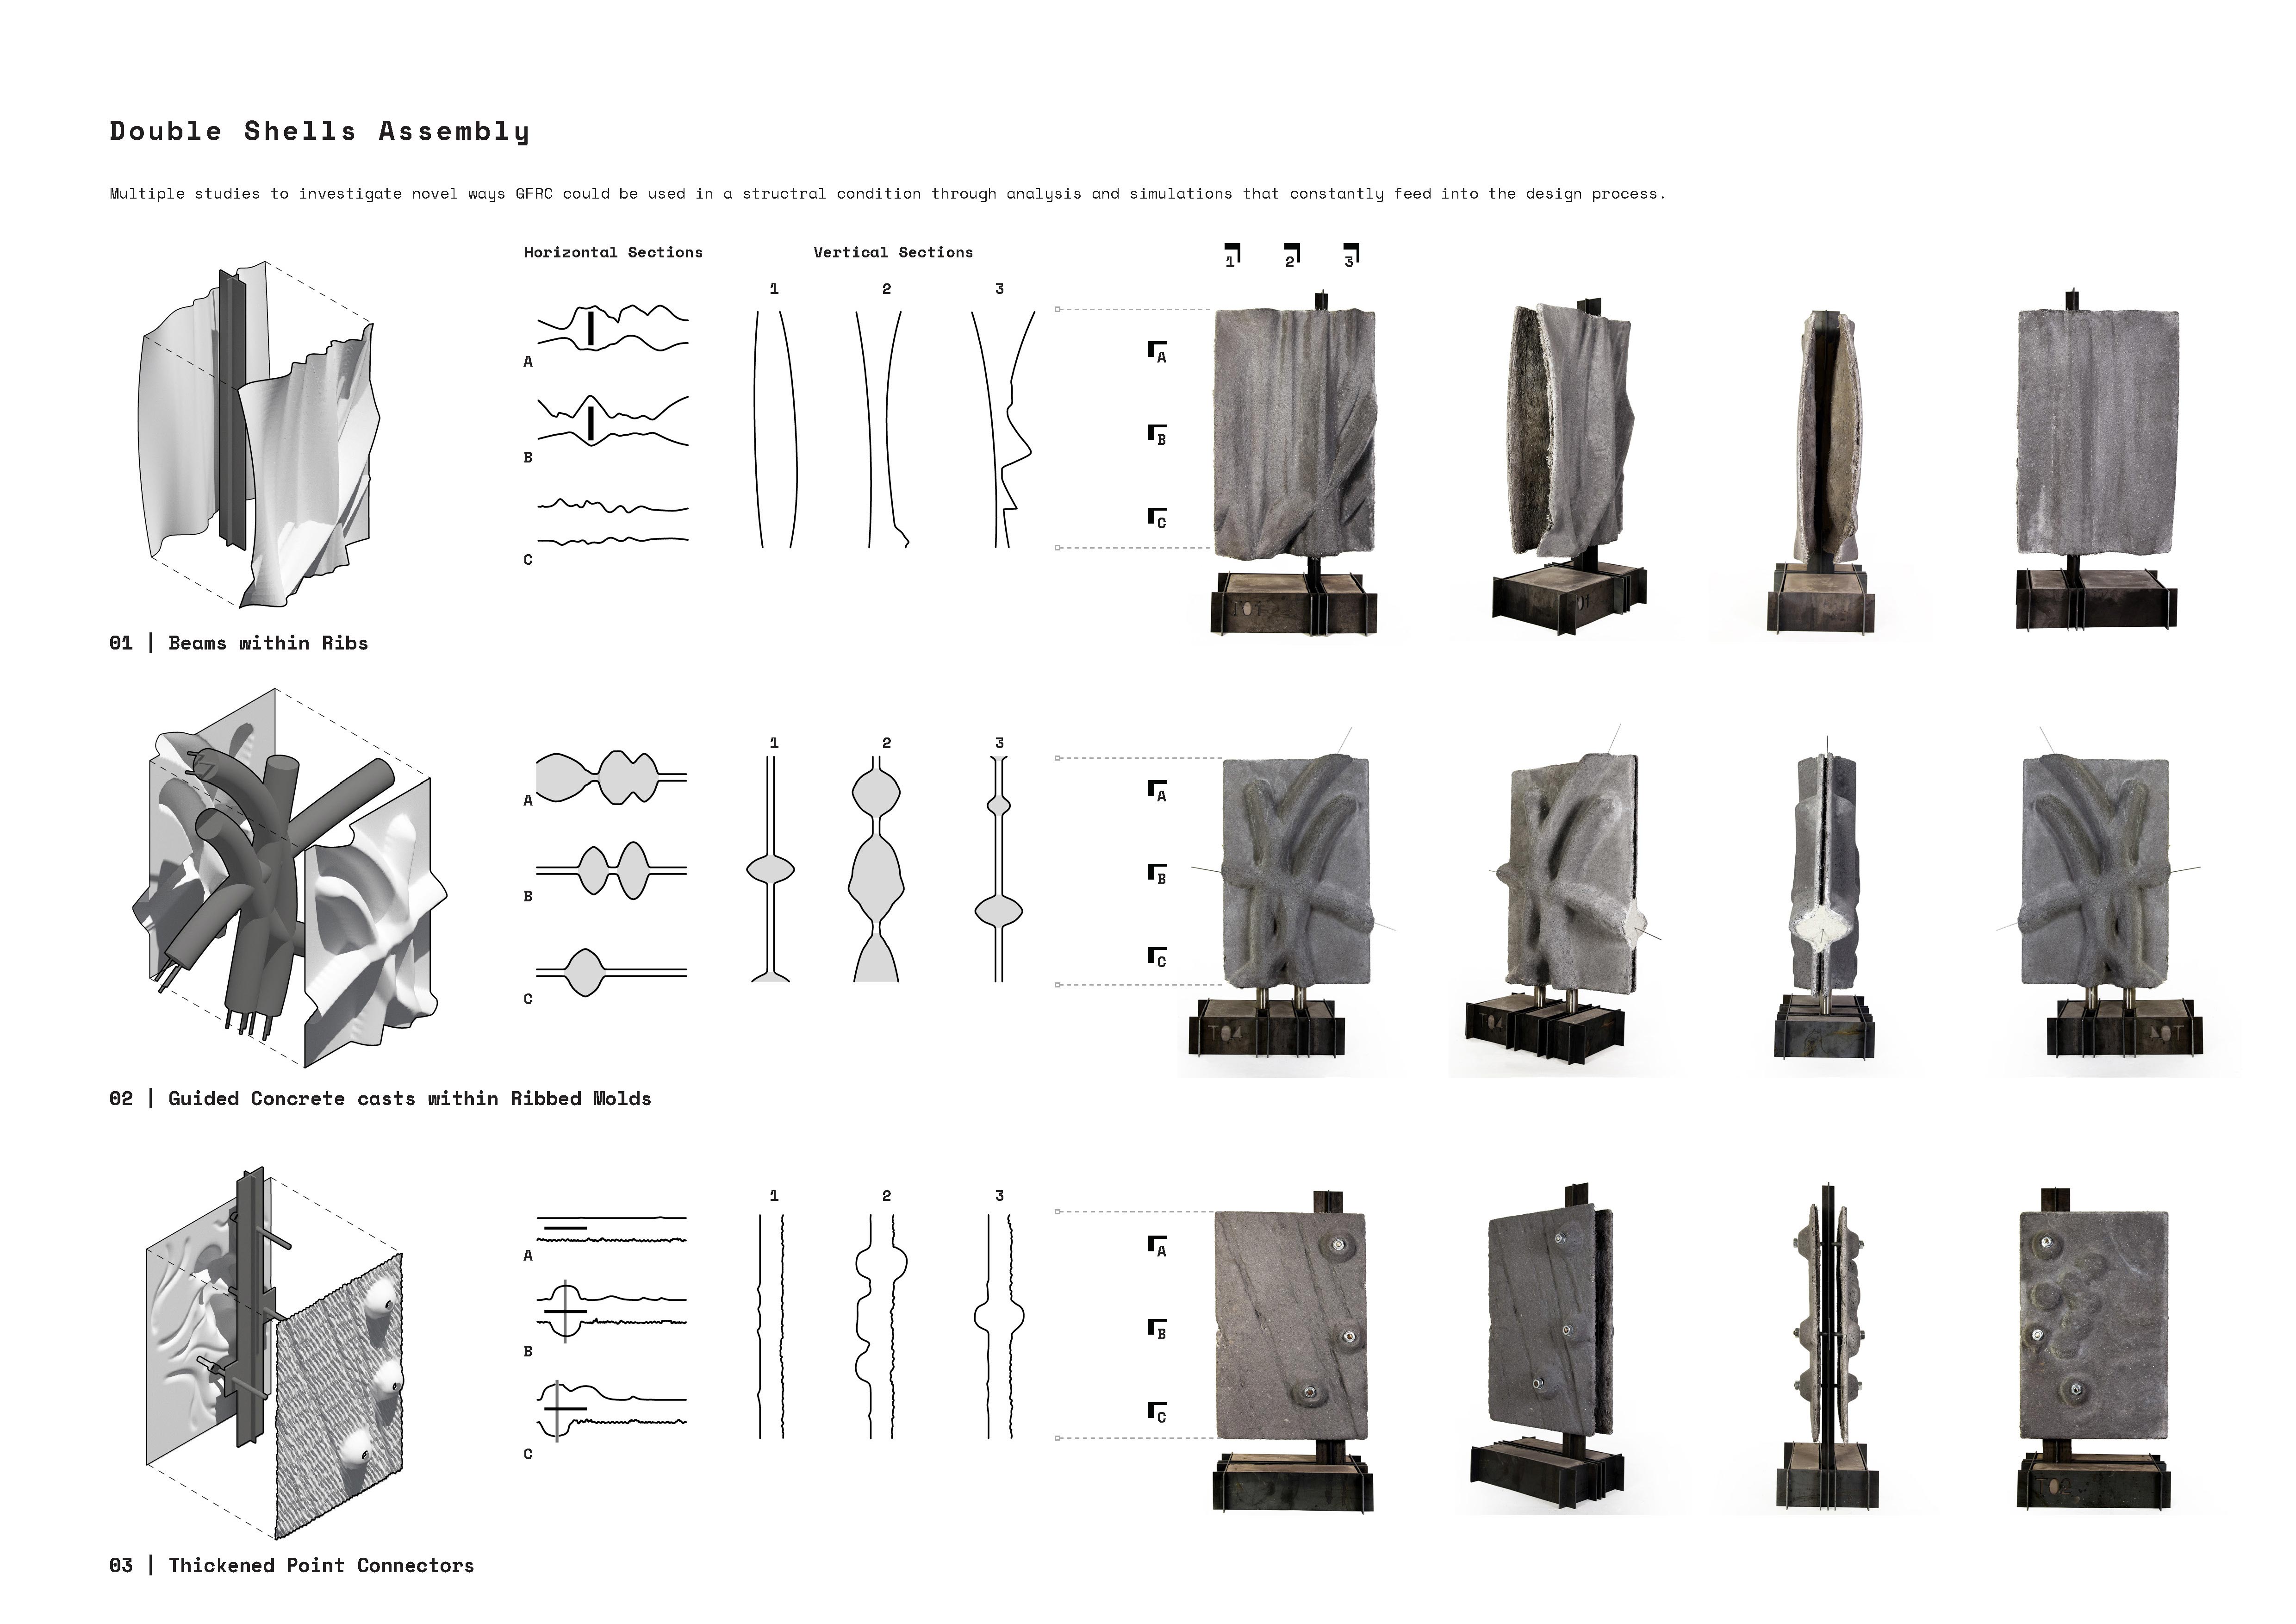 Double Shells Assembly
Multiple studies to investigate novel ways GFRC could be used in a structral condition through analysis and simulations that constantly feed into the design process.
Horizontal Sections
Vertical Sections
1 2 3
1 2 3
A
B
C
A
B
C
01 | Beams within Ribs
1 2 3
A
B
C
A
B
C
T04
T04
02 | Guided Concrete casts within Ribbed Molds
1 2 3
A
B
C
A
B
C
03 | Thickened Point Connectors